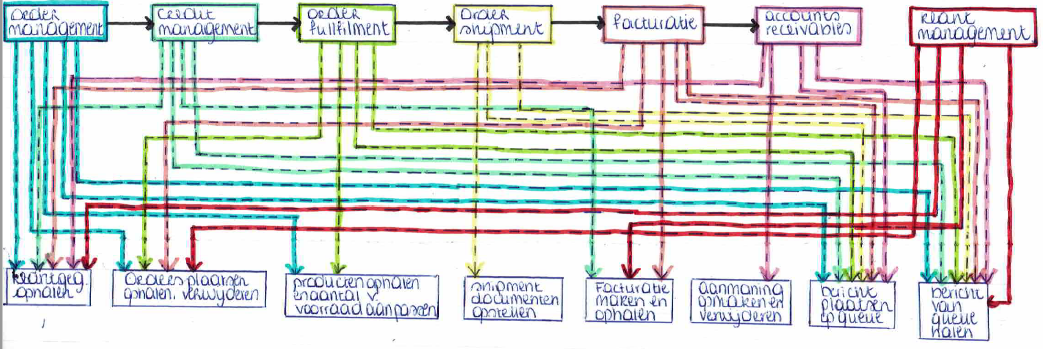 order
management
credit
management
order
fullfilment
order
shipment
facturatie
accounts
receivables
klant
management
klantgeg.
ophalen
orders plaatsen
ophalen. verwijderen
producten ophalen
en aantal v.
voorraad aanpassen
shipment
documenten
opstellen
Facturatie
maken en
ophalen
aanmaning
opmaken en
verwijderen
bericht
plaatsen
op queue
bericht
van
queue
halen